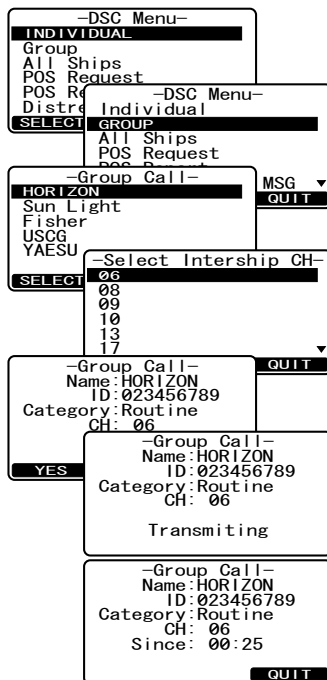 -DSC Menu-
INDIVIDUAL
Group
All Ships
POS Request
POS Re
Distre
SELECT
-DSC Menu-
Individual
GROUP
All Ships
POS Request
POS Report
MSG ▼
QUIT
-Group Call-
HORIZON
Sun Light
Fisher
USCG
YAESU
SELECT
-Select Intership CH-
06
08
09
10
13
17 ▼
QUIT
-Group Call-
Name:HORIZON
ID:023456789
Category:Routine
CH: 06
YES
-Group Call-
Name:HORIZON
ID:023456789
Category:Routine
CH: 06
Transmiting
-Group Call-
Name:HORIZON
ID:023456789
Category:Routine
CH: 06
Since: 00:25
QUIT